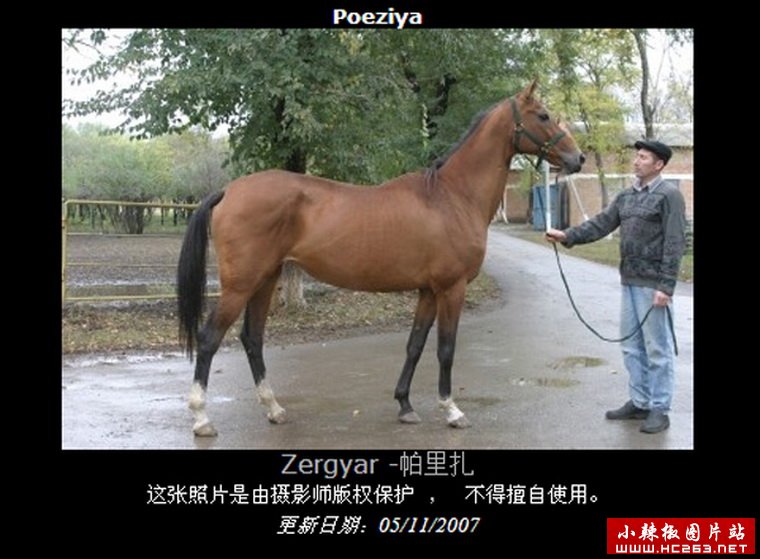 Poeziya
Zergyar -帕里扎
这张照片是由摄影师版权保护 ， 不得擅自使用。
更新日期：05/11/2007
小辣椒图片站
WWW.HC263.NET